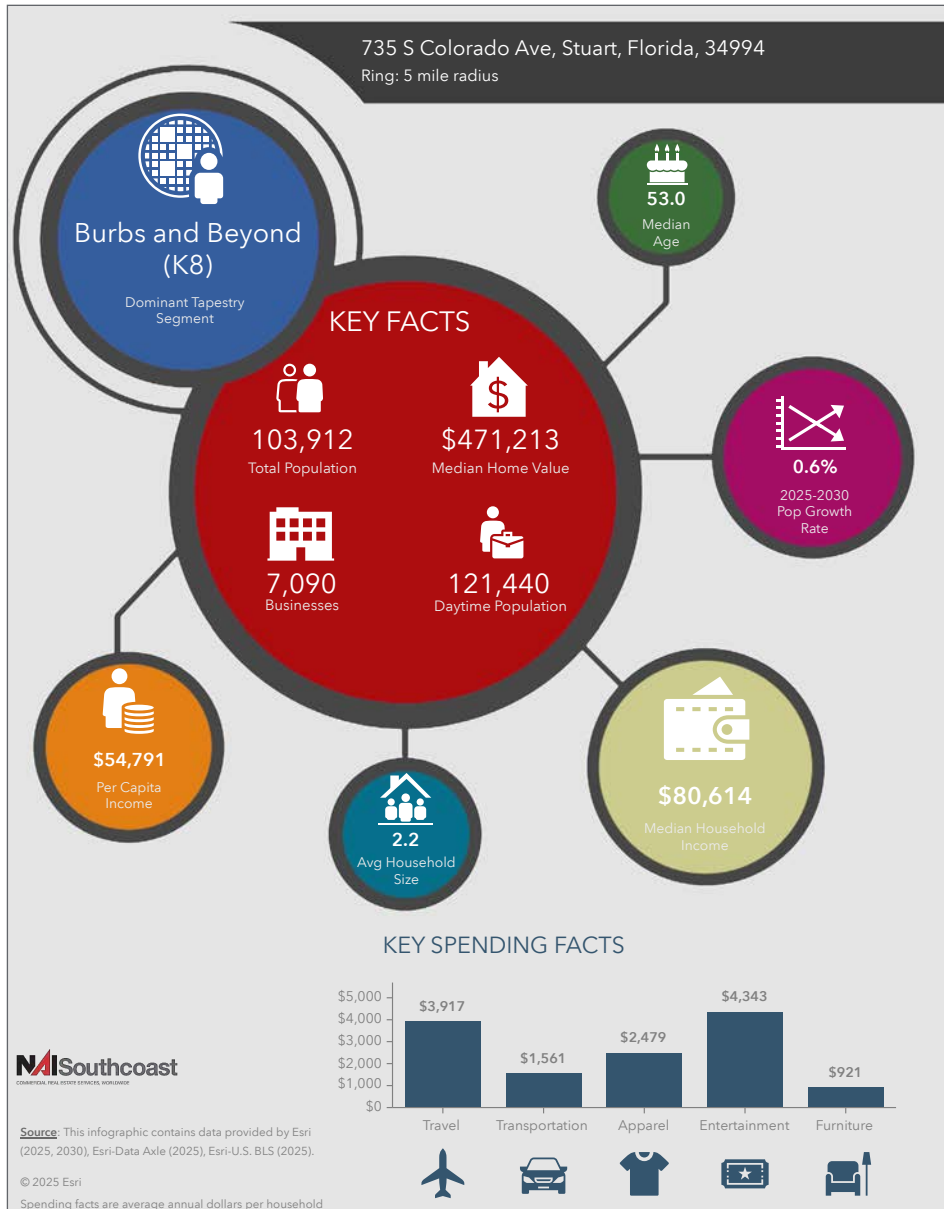 735 S Colorado Ave, Stuart, Florida, 34994
Ring: 5 mile radius
Burbs and Beyond
(K8)
Dominant Tapestry
Segment
53.0
Median
Age
KEY FACTS
103,912
Total Population
$471,213
Median Home Value
7,090
Businesses
121,440
Daytime Population
0.6%
2025-2030
Pop Growth
Rate
$54,791
Per Capita
Income
2.2
Avg Household
Size
$80,614
Median Household
Income
KEY SPENDING FACTS
$5,000
$4,000
$3,000
$2,000
$1,000
$0
$3,917
$1,561
$2,479
$4,343
$921
Travel
Transportation
Apparel
Entertainment
Furniture
NAISouthcoast
COMMERCIAL REAL ESTATE SERVICES, WORLDWIDE
Source: This infographic contains data provided by Esri
(2025, 2030), Esri-Data Axle (2025), Esri-U.S. BLS (2025).
© 2025 Esri
Spending facts are average annual dollars per household